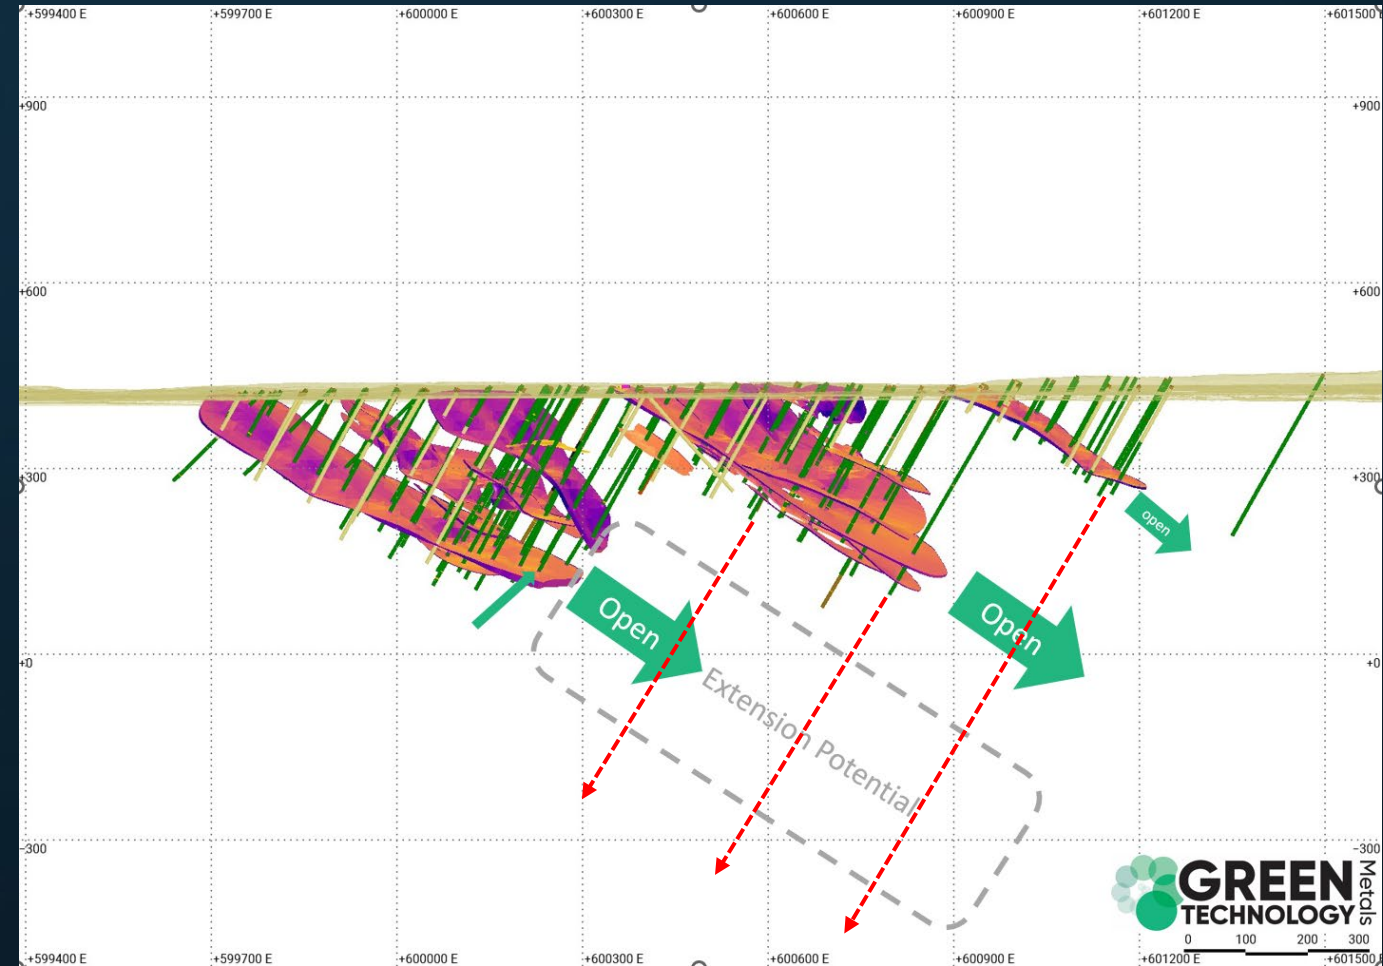 +599400 E
+599700 E
+600000 E
+600300 E
+600600 E
+600900 E
+601200 E
+601500
+900
+900
+600
+600
+300
+300
open
Open
Open
+0
+0
Extension Potential
-300
-300
GREEN
TECHNOLOGY
Metals
0 100 200 300
+599400 E
+599700 E
+600000 E
+600300 E
+600600 E
+600900 E
+601200 E
+601500